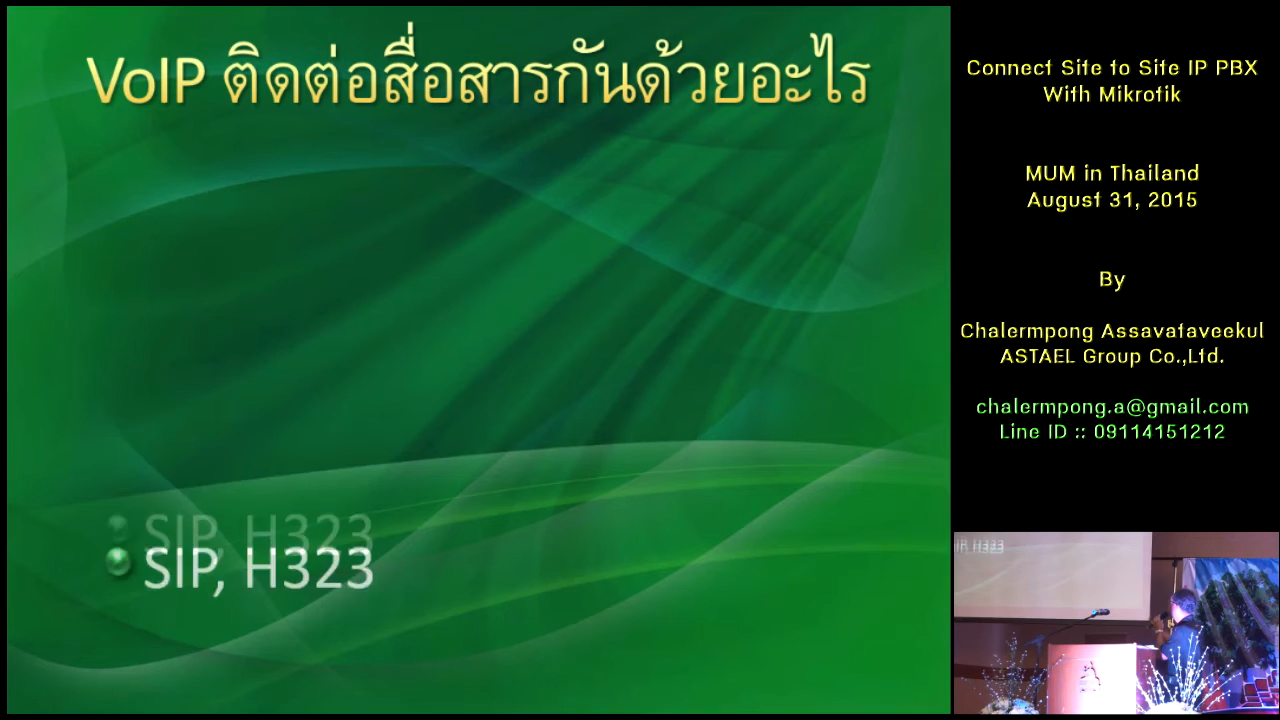 VoIP ติดต่อสื่อสารกันด้วยอะไร
SIP, H323
SIP, H323
Connect Site to Site IP PBX
With Mikrotik
MUM in Thailand
August 31, 2015
By
Chalermpong Assavataveekul
ASTAEL Group Co.,Ltd.
chalermpong.a@gmail.com
Line ID :: 09114151212
H323